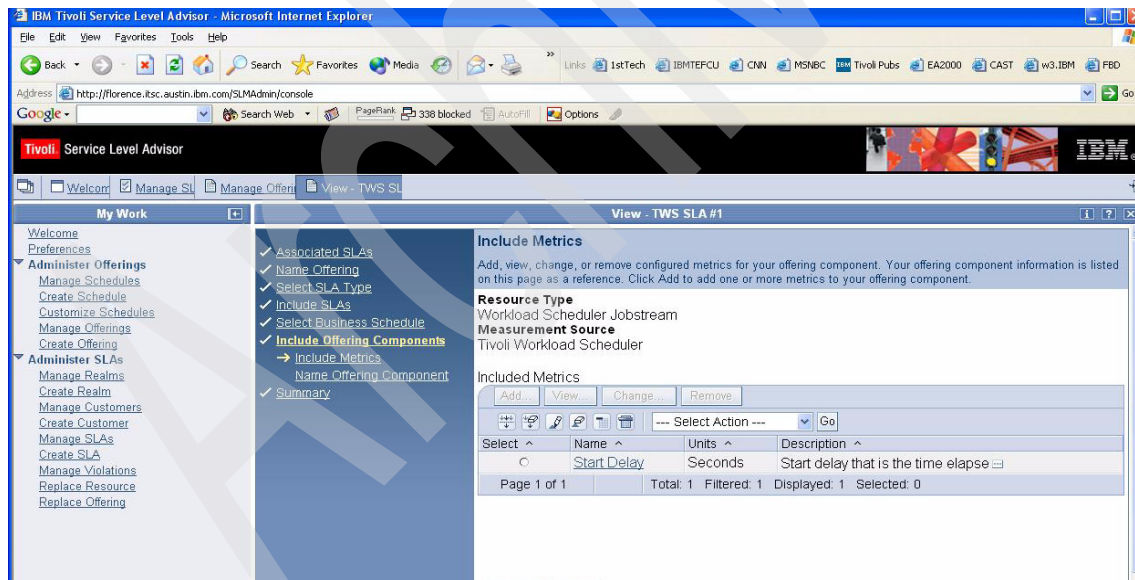 IBM Tivoli Service Level Advisor - Microsoft Internet Explorer
File Edit View Favorites Tools Help
Back Search Favorites Media Links 1stTech IBMTEFCU CNN MSNBC Tivoli Pubs EA2000 CAST w3.IBM FBD
Address http://florence.itsc.austin.ibm.com/SLMAdmin/console Go
Google Search Web PageRank 338 blocked AutoFill Options
Tivoli. Service Level Advisor IBM.
Welcom Manage SL Manage Offerin View - TWS SL
My Work
View - TWS SLA #1
Welcome
Preferences
Administer Offerings
Manage Schedules
Create Schedule
Customize Schedules
Manage Offerings
Create Offering
Administer SLAs
Manage Realms
Create Realm
Manage Customers
Create Customer
Manage SLAs
Create SLA
Manage Violations
Replace Resource
Replace Offering
Associated SLAs
Name Offering
Select SLA Type
Include SLAs
Select Business Schedule
Include Offering Components
Include Metrics
Name Offering Component
Summary
Include Metrics
Add, view, change, or remove configured metrics for your offering component. Your offering component information is listed
on this page as a reference. Click Add to add one or more metrics to your offering component.
Resource Type
Workload Scheduler Jobstream
Measurement Source
Tivoli Workload Scheduler
Included Metrics
Add... View... Change... Remove
--- Select Action --- Go
Select Name Units Description
Start Delay Seconds Start delay that is the time elapse
Page 1 of 1 Total: 1 Filtered: 1 Displayed: 1 Selected: 0